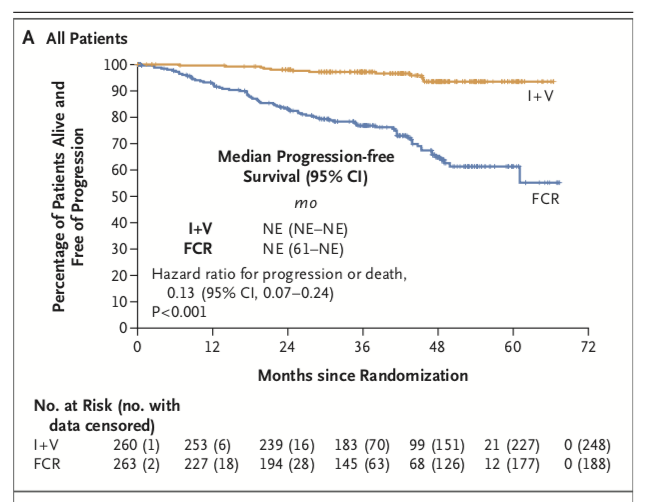 A All Patients
Percentage of Patients Alive and
Free of Progression
100
90
80
70
60
50
40
30
20
10
0
I+V
FCR
Median Progression-free
Survival (95% CI)
mo
I+V NE (NE–NE)
FCR NE (61–NE)
Hazard ratio for progression or death,
0.13 (95% CI, 0.07–0.24)
P<0.001
0 12 24 36 48 60 72
Months since Randomization
No. at Risk (no. with
data censored)
I+V 260 (1) 253 (6) 239 (16) 183 (70) 99 (151) 21 (227) 0 (248)
FCR 263 (2) 227 (18) 194 (28) 145 (63) 68 (126) 12 (177) 0 (188)